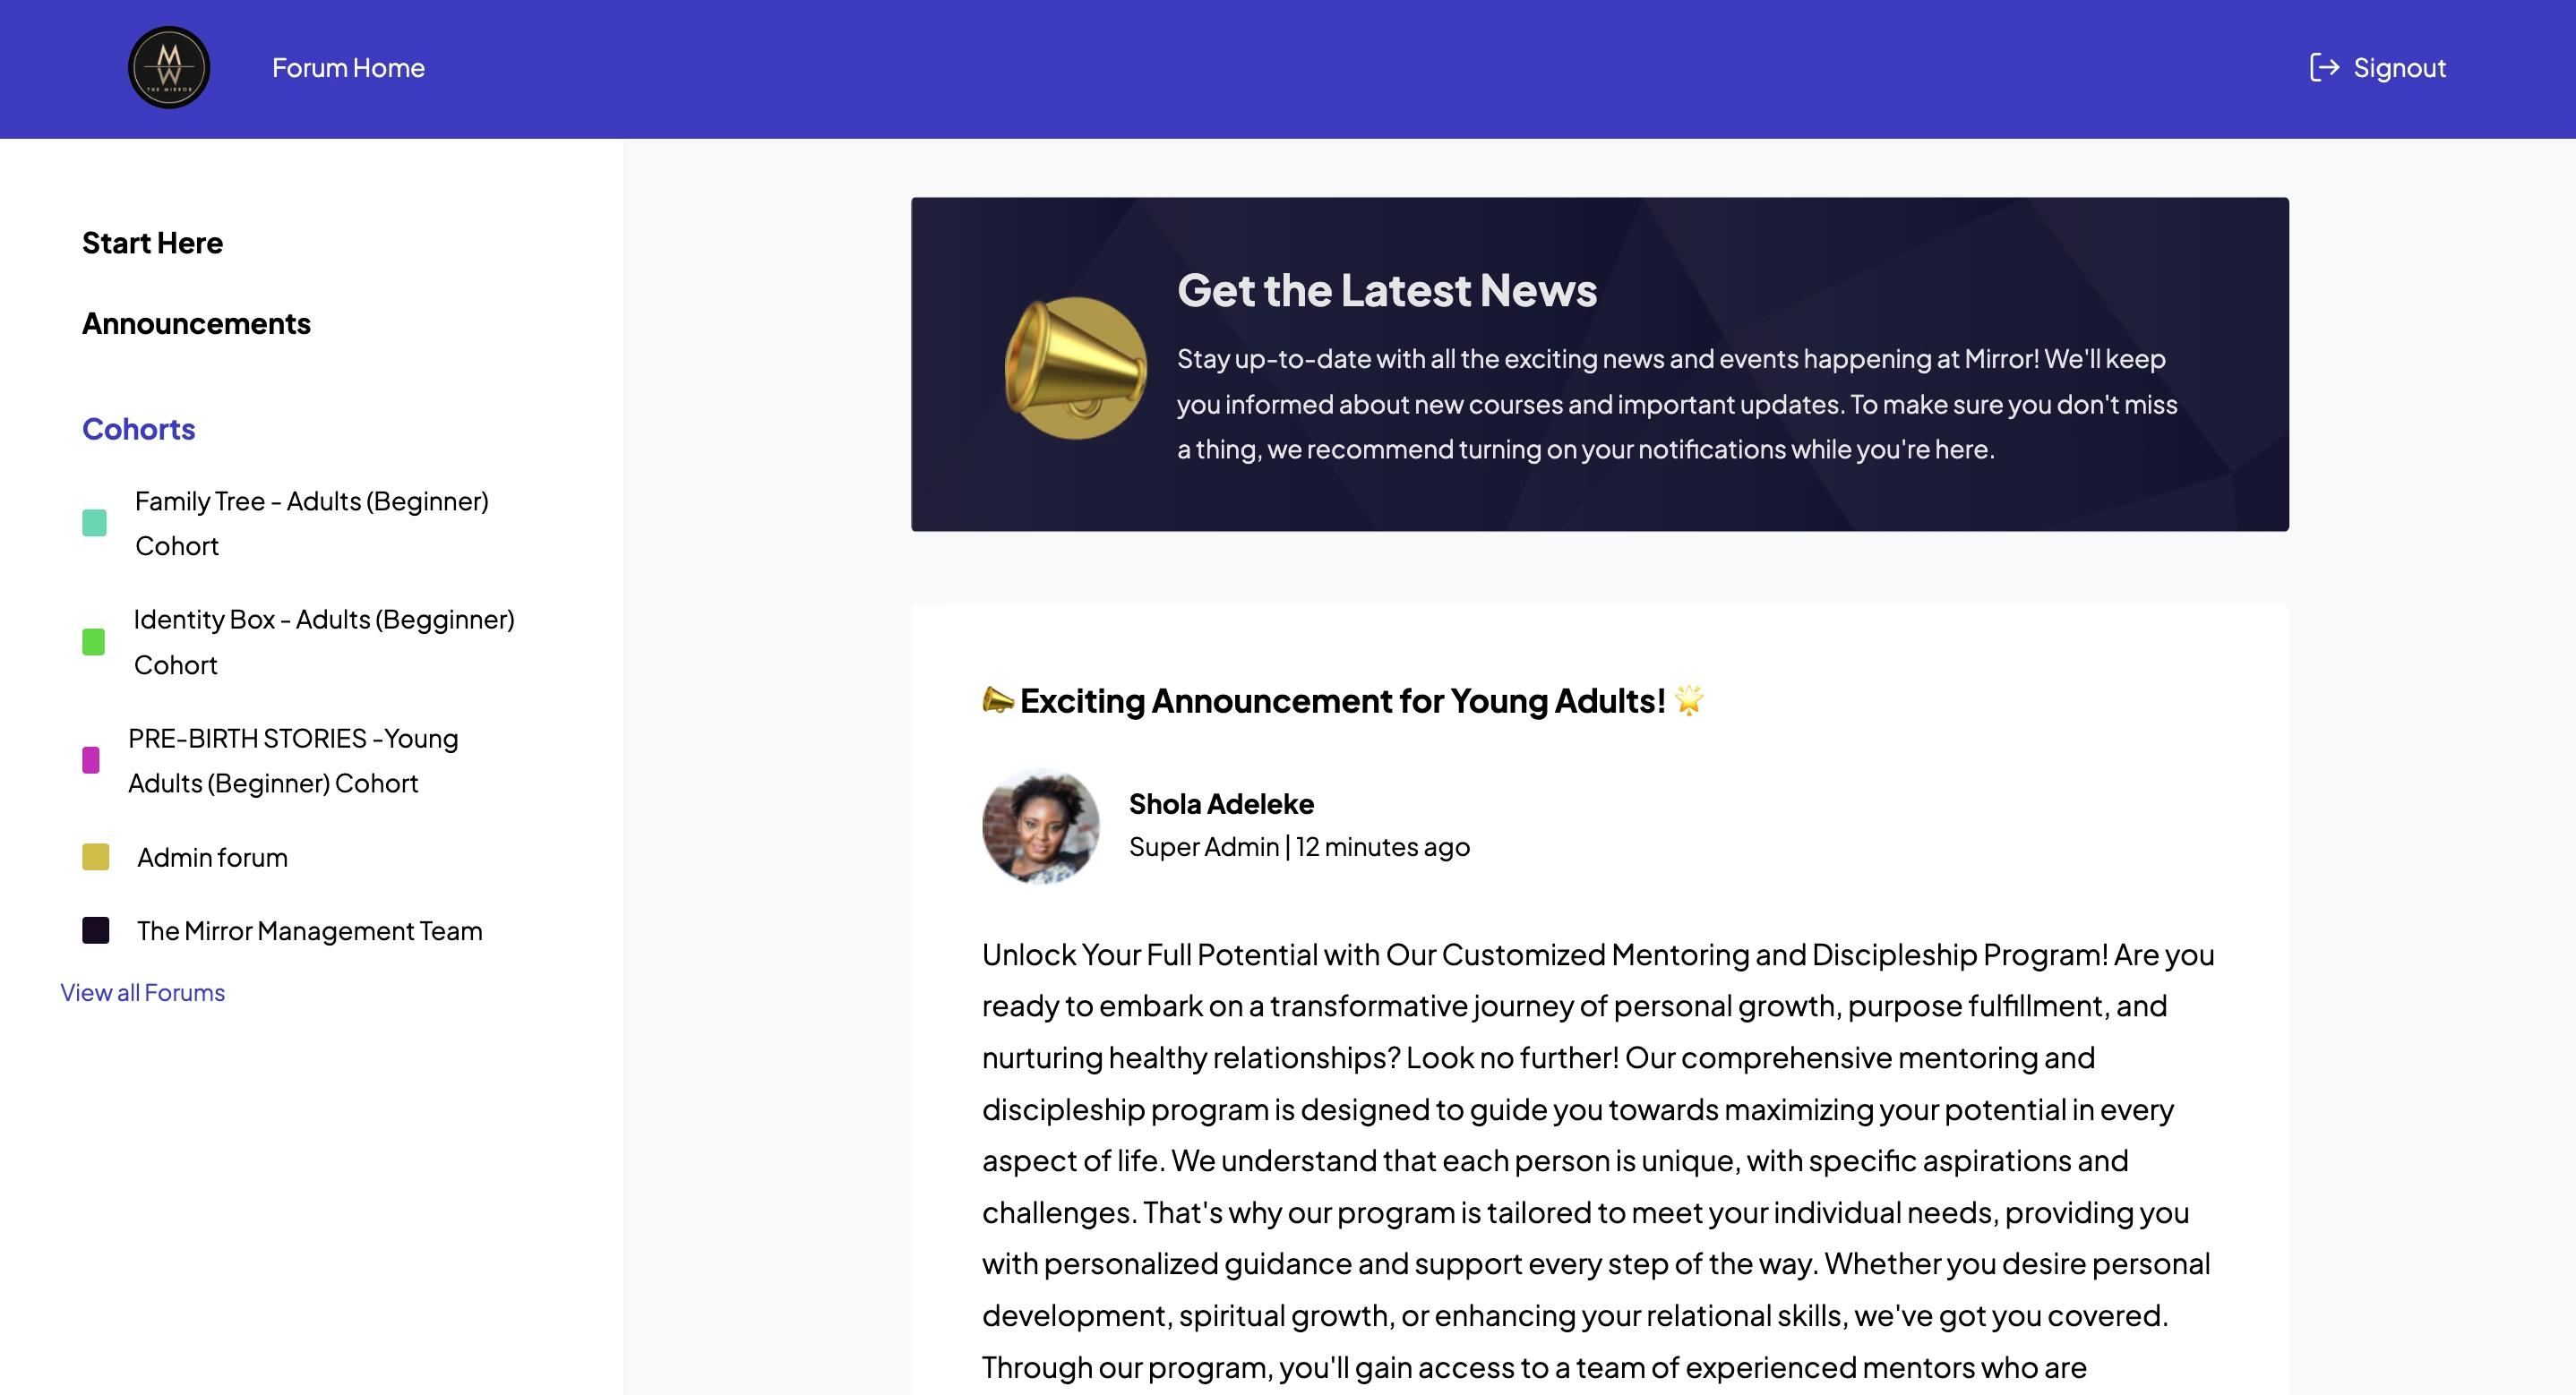 MW
THE MIRROR
Forum Home
Signout
Start Here
Announcements
Cohorts
Family Tree - Adults (Beginner)
Cohort
Identity Box - Adults (Begginner)
Cohort
PRE-BIRTH STORIES -Young
Adults (Beginner) Cohort
Admin forum
The Mirror Management Team
View all Forums
Get the Latest News
Stay up-to-date with all the exciting news and events happening at Mirror! We'll keep
you informed about new courses and important updates. To make sure you don't miss
a thing, we recommend turning on your notifications while you're here.
📣 Exciting Announcement for Young Adults! 🌟
Shola Adeleke
Super Admin | 12 minutes ago
Unlock Your Full Potential with Our Customized Mentoring and Discipleship Program! Are you
ready to embark on a transformative journey of personal growth, purpose fulfillment, and
nurturing healthy relationships? Look no further! Our comprehensive mentoring and
discipleship program is designed to guide you towards maximizing your potential in every
aspect of life. We understand that each person is unique, with specific aspirations and
challenges. That's why our program is tailored to meet your individual needs, providing you
with personalized guidance and support every step of the way. Whether you desire personal
development, spiritual growth, or enhancing your relational skills, we've got you covered.
Through our program, you'll gain access to a team of experienced mentors who are